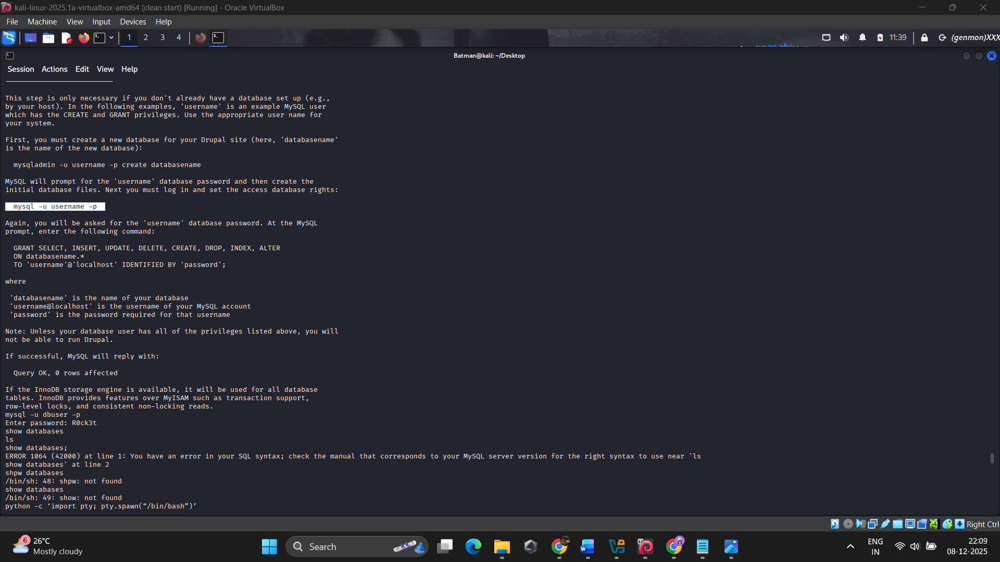 kali-linux-2025.1a-virtualbox-amd64 (clean start) [Running] - Oracle VirtualBox
File Machine View Input Devices Help
1 2 3 4 11:39 (genmon)XXX
Batman@kali: ~/Desktop
Session Actions Edit View Help
This step is only necessary if you don't already have a database set up (e.g.,
by your host). In the following examples, 'username' is an example MySQL user
which has the CREATE and GRANT privileges. Use the appropriate user name for
your system.
First, you must create a new database for your Drupal site (here, 'databasename'
is the name of the new database):
mysqladmin -u username -p create databasename
MySQL will prompt for the 'username' database password and then create the
initial database files. Next you must log in and set the access database rights:
mysql -u username -p
Again, you will be asked for the 'username' database password. At the MySQL
prompt, enter the following command:
GRANT SELECT, INSERT, UPDATE, DELETE, CREATE, DROP, INDEX, ALTER
ON databasename.*
TO 'username'@'localhost' IDENTIFIED BY 'password';
where
'databasename' is the name of your database
'username@localhost' is the username of your MySQL account
'password' is the password required for that username
Note: Unless your database user has all of the privileges listed above, you will
not be able to run Drupal.
If successful, MySQL will reply with:
Query OK, 0 rows affected
If the InnoDB storage engine is available, it will be used for all database
tables. InnoDB provides features over MyISAM such as transaction support,
row-level locks, and consistent non-locking reads.
mysql -u dbuser -p
Enter password: R0ck3t
show databases
ls
show databases;
ERROR 1064 (42000) at line 1: You have an error in your SQL syntax; check the manual that corresponds to your MySQL server version for the right syntax to use near 'ls
show databases' at line 2
shpw databases
/bin/sh: 48: shpw: not found
show databases
/bin/sh: 49: show: not found
python -c ‘import pty; pty.spawn(“/bin/bash”)’
Right Ctrl
6
26°C
Mostly cloudy
Search
ENG
IN
22:09
08-12-2025